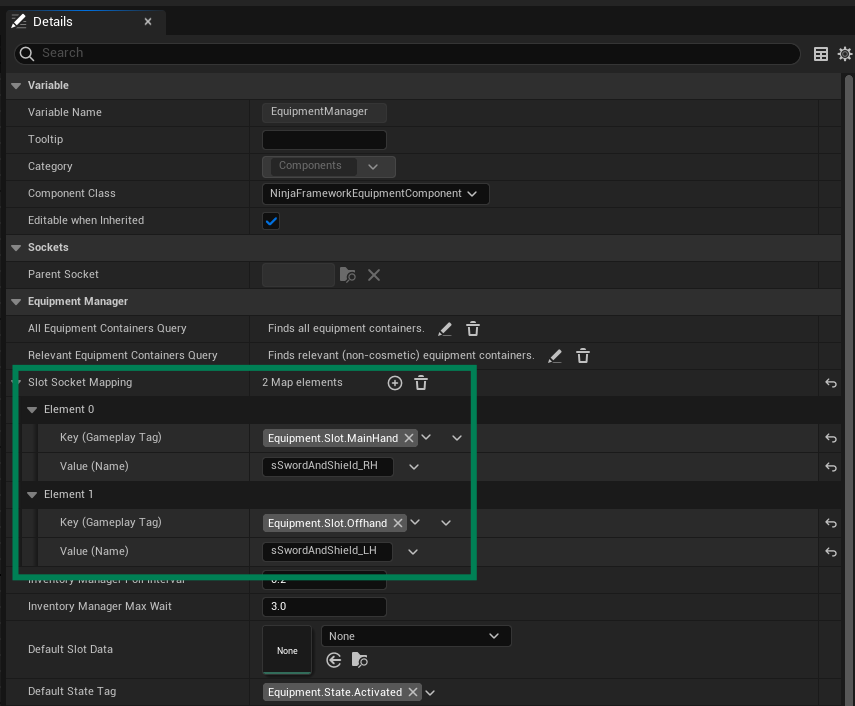 Details
Search
Variable
Variable Name EquipmentManager
Tooltip
Category Components
Component Class NinjaFrameworkEquipmentComponent
Editable when Inherited
Sockets
Parent Socket
Equipment Manager
All Equipment Containers Query Finds all equipment containers.
Relevant Equipment Containers Query Finds relevant (non-cosmetic) equipment containers.
Slot Socket Mapping 2 Map elements
Element 0
Key (Gameplay Tag) Equipment.Slot.MainHand
Value (Name) sSwordAndShield_RH
Element 1
Key (Gameplay Tag) Equipment.Slot.Offhand
Value (Name) sSwordAndShield_LH
Inventory Manager Poll Interval 0.2
Inventory Manager Max Wait 3.0
Default Slot Data None None
Default State Tag Equipment.State.Activated